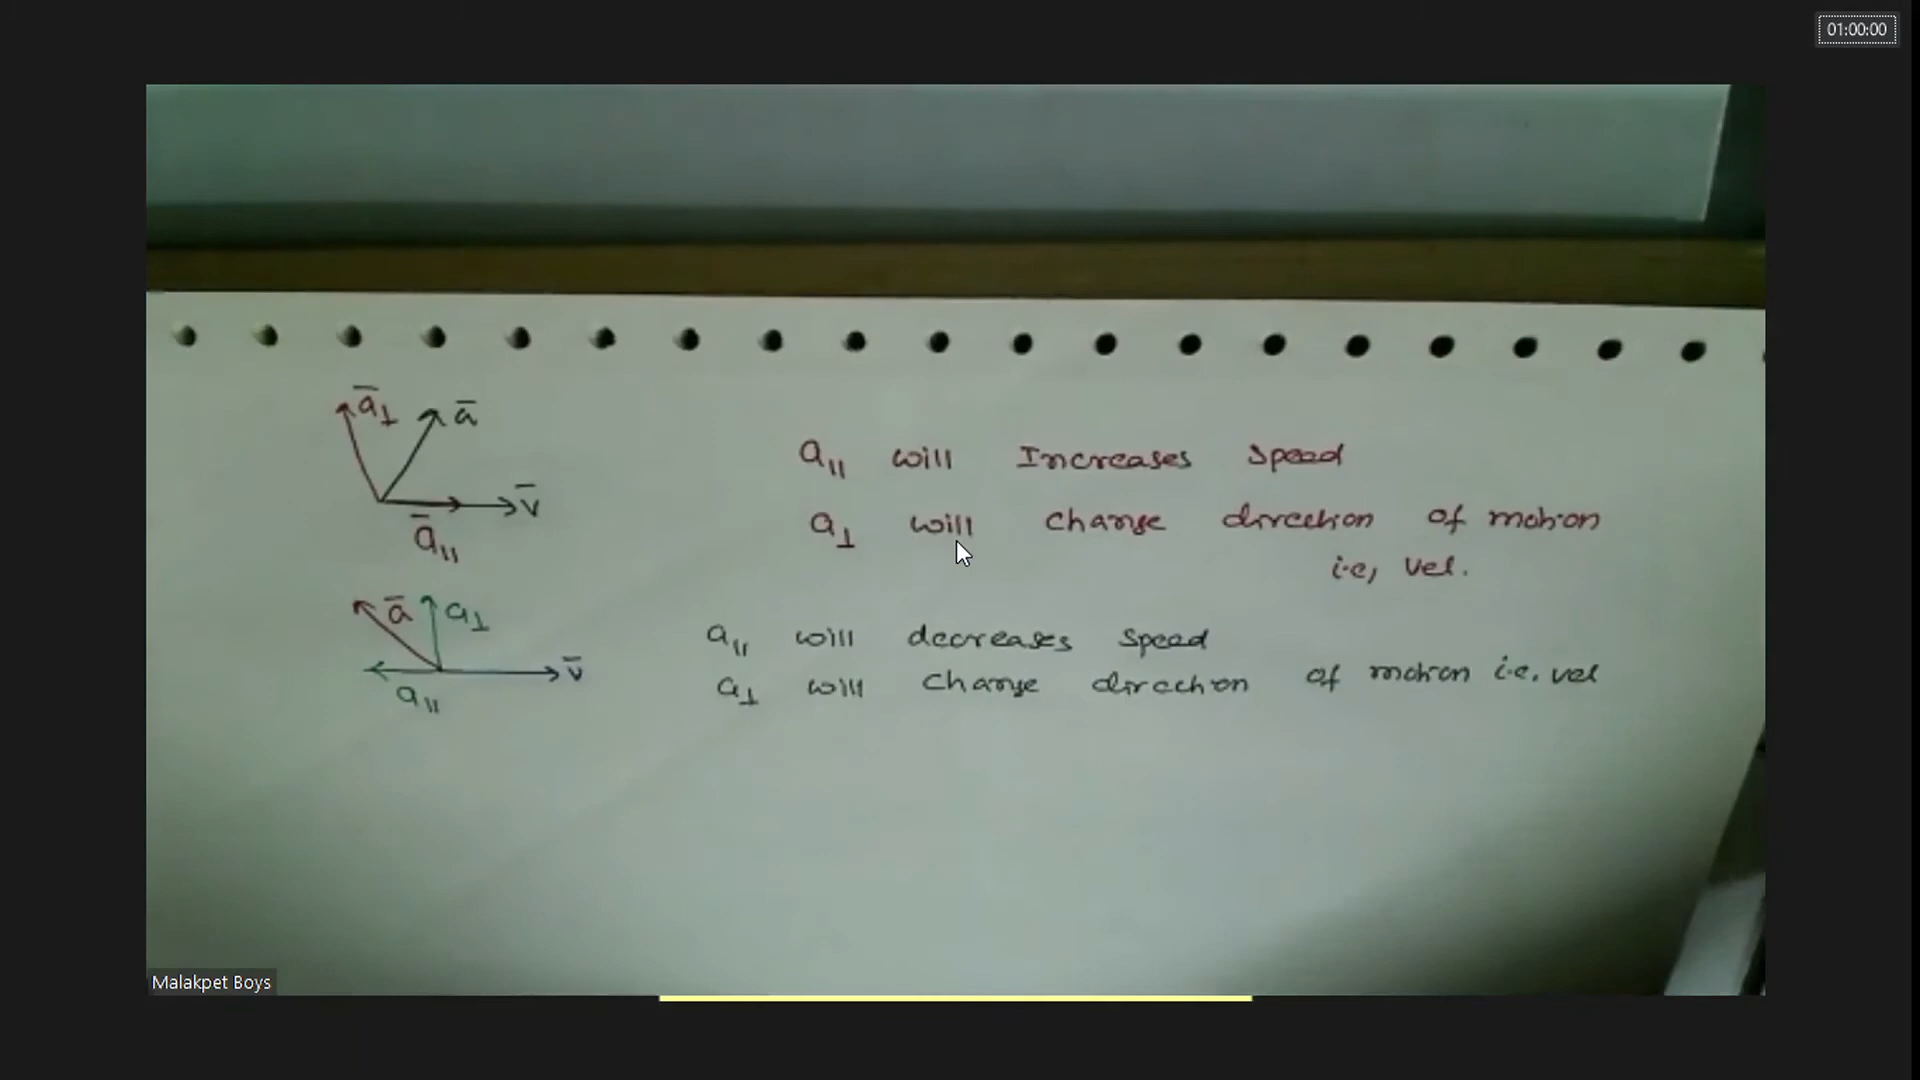 01:00:00
a̅⊥ a̅
v̅
a̅||
a|| will Increases Speed
a⊥ will change direction of motion
i.e, vel.
a̅ a⊥
v̅
a||
a|| will decreases Speed
a⊥ will change direction of motion i.e. vel
Malakpet Boys